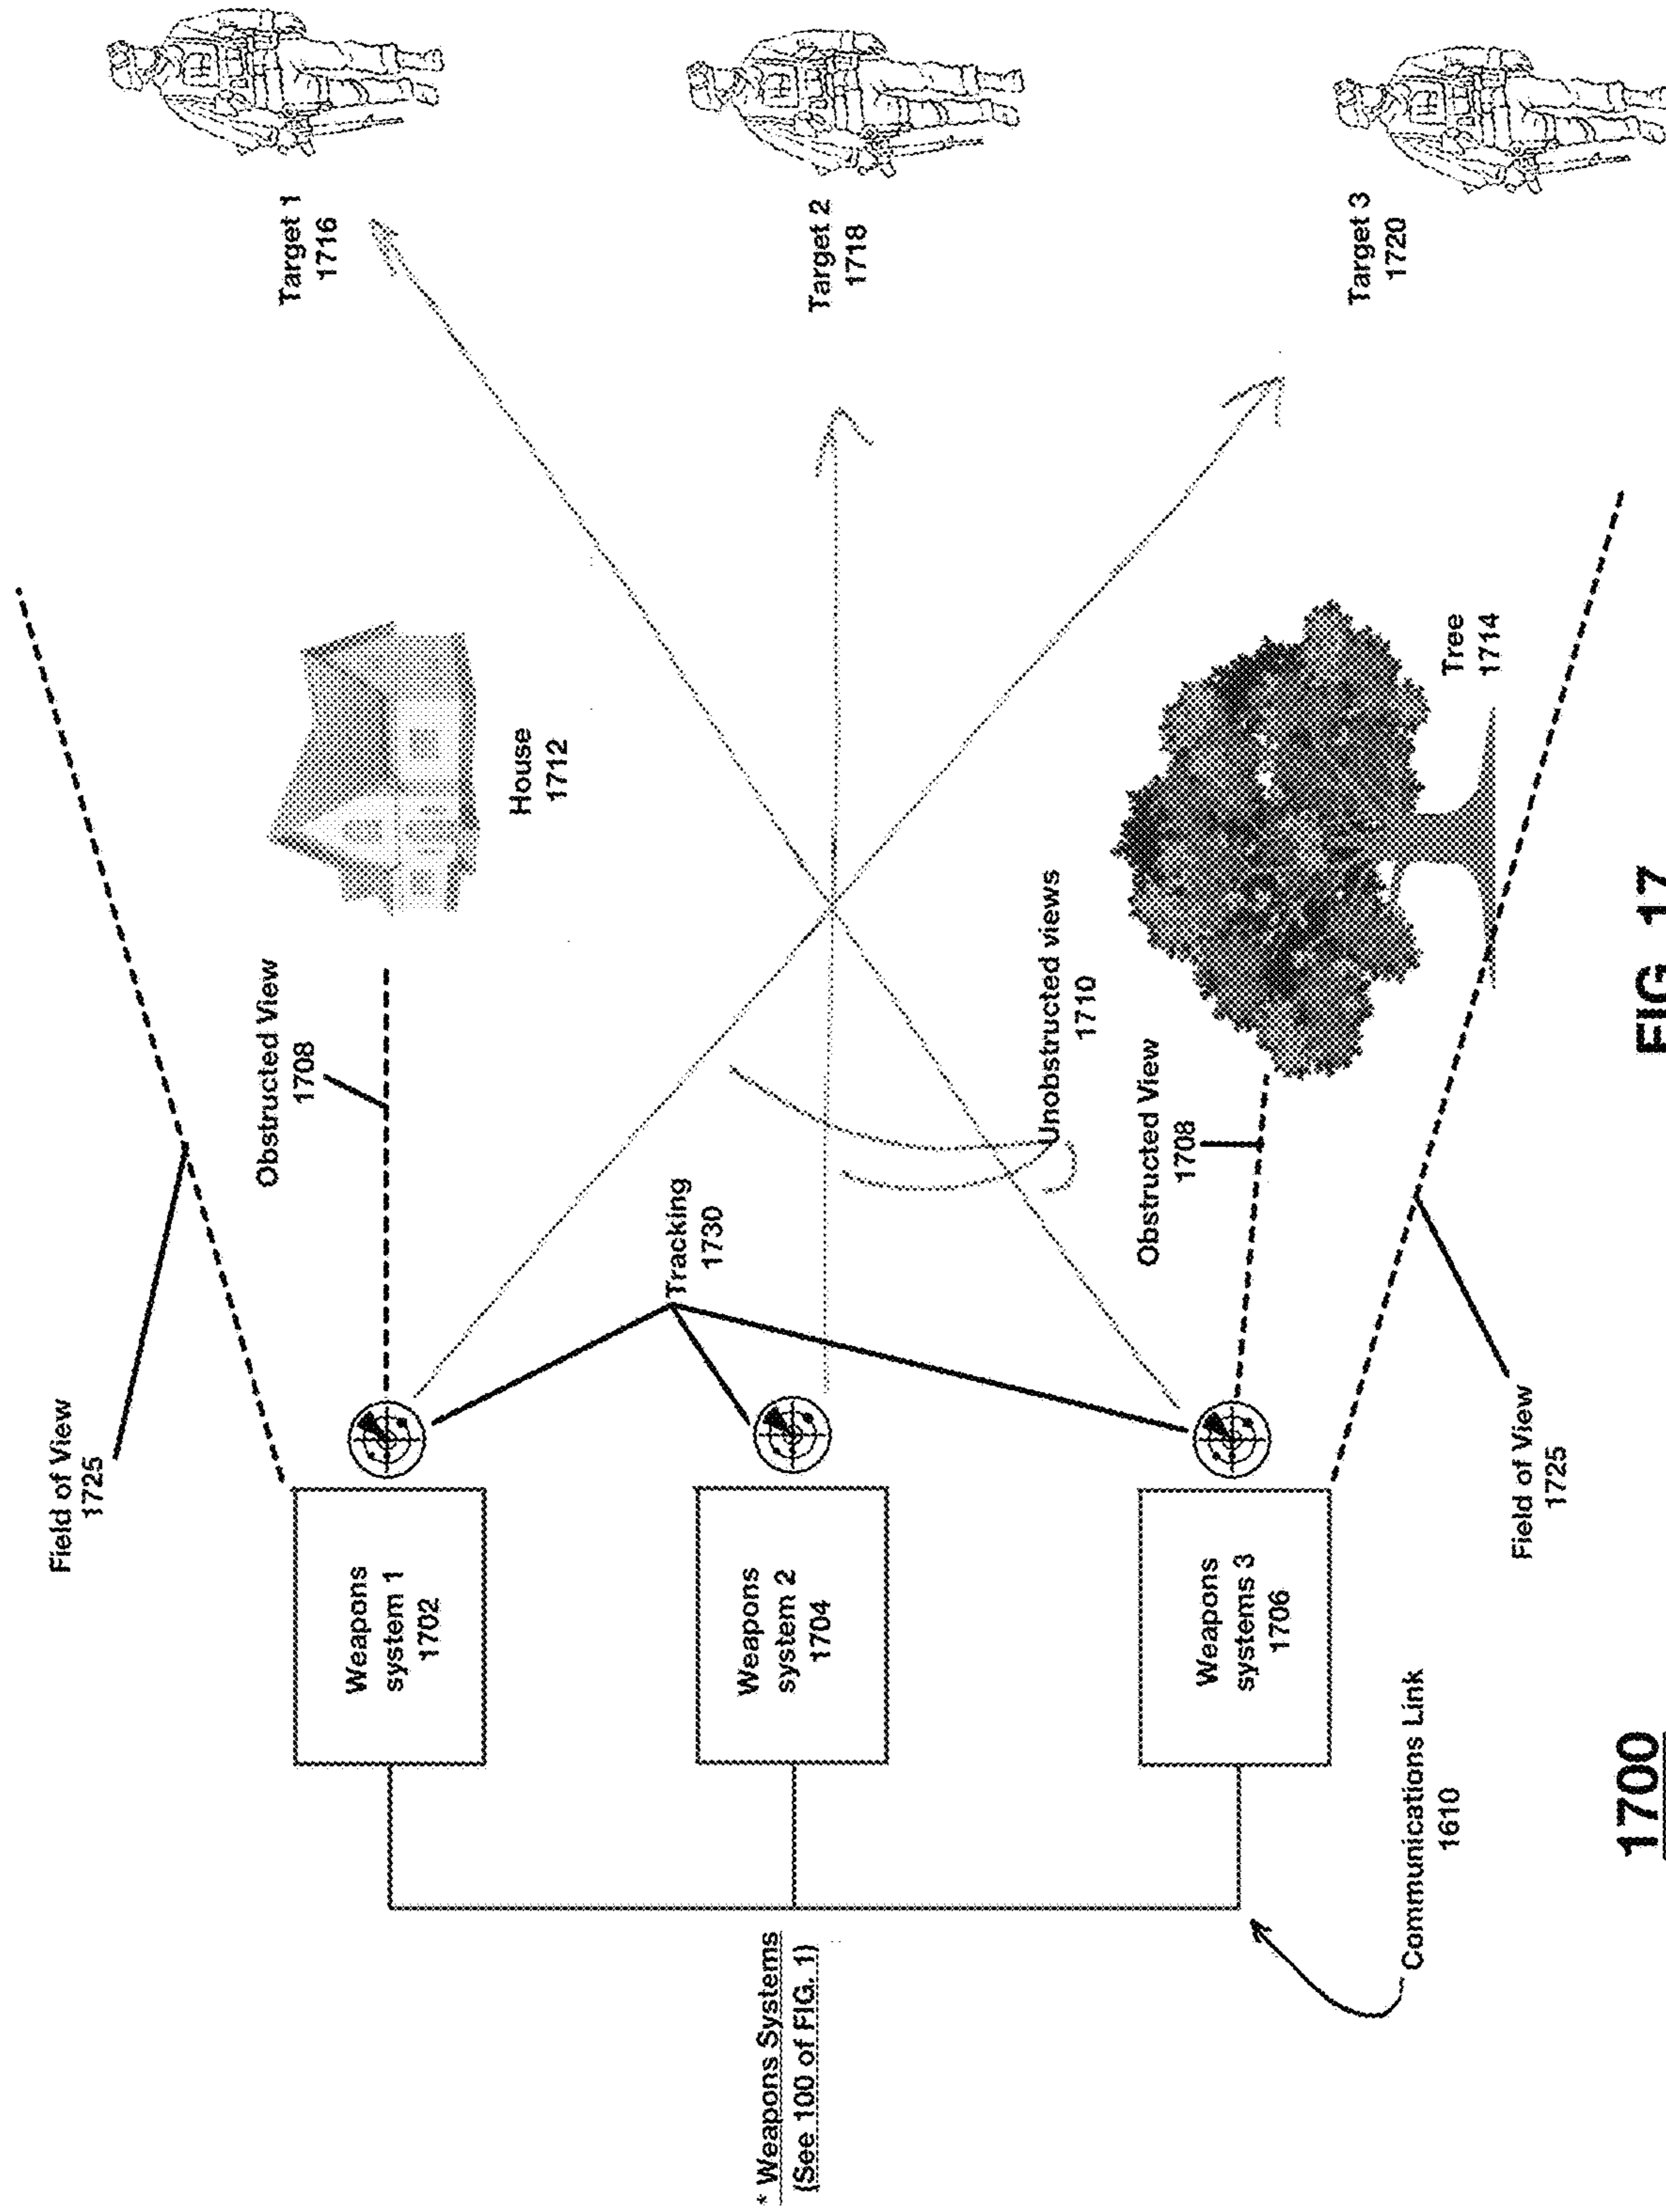 Field of View
1725
Obstructed View
1708
House
1712
Target 1
1716
Weapons
system 1
1702
Tracking
1730
Target 2
1718
* Weapons Systems
(See 100 of FIG. 1)
Weapons
system 2
1704
Unobstructed views
1710
Obstructed View
1708
Weapons
systems 3
1706
Tree
1714
Target 3
1720
Communications Link
1610
Field of View
1725
1700
FIG. 17